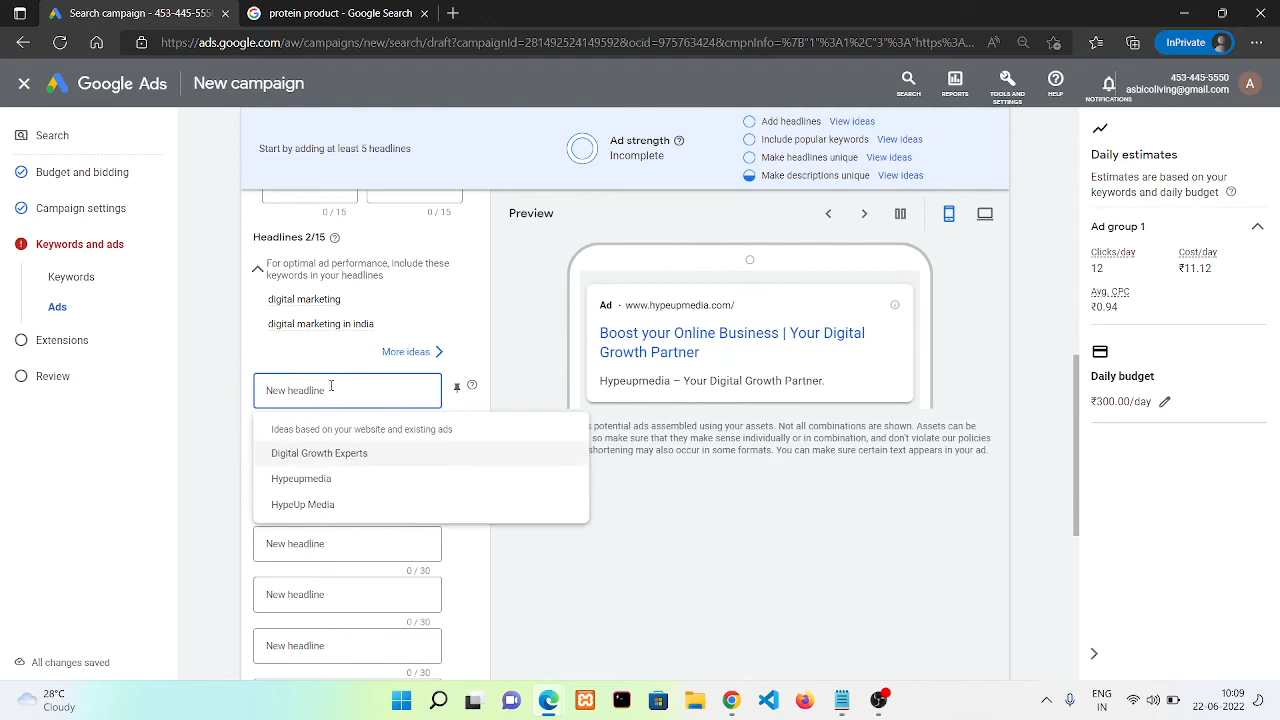 Search campaign - 453-445-555
protein product - Google Search
https://ads.google.com/aw/campaigns/new/search/draft?campaignId=281492524149592&ocid=9757634248&cmpnInfo=%7B"1%3A1%2C"3%3A"https%3A...
InPrivate
Google Ads
New campaign
SEARCH
REPORTS
TOOLS AND SETTINGS
HELP
NOTIFICATIONS
453-445-5550
asbicoliving@gmail.com
A
Search
Budget and bidding
Campaign settings
Keywords and ads
Keywords
Ads
Extensions
Review
All changes saved
Start by adding at least 5 headlines
Ad strength
Incomplete
Add headlines View ideas
Include popular keywords View ideas
Make headlines unique View ideas
Make descriptions unique View ideas
0 / 15
0 / 15
Headlines 2/15
For optimal ad performance, include these
keywords in your headlines
digital marketing
digital marketing in india
More ideas
New headline
Ideas based on your website and existing ads
Digital Growth Experts
Hypeupmedia
HypeUp Media
New headline
0 / 30
New headline
0 / 30
New headline
0 / 30
Preview
Ad · www.hypeupmedia.com/
Boost your Online Business | Your Digital
Growth Partner
Hypeupmedia – Your Digital Growth Partner.
potential ads assembled using your assets. Not all combinations are shown. Assets can be
so make sure that they make sense individually or in combination, and don't violate our policies
shortening may also occur in some formats. You can make sure certain text appears in your ad.
Daily estimates
Estimates are based on your
keywords and daily budget
Ad group 1
Clicks/day
Cost/day
12
₹11.12
Avg. CPC
₹0.94
Daily budget
₹300.00/day
28°C
Cloudy
ENG
IN
10:09
22-06-2022